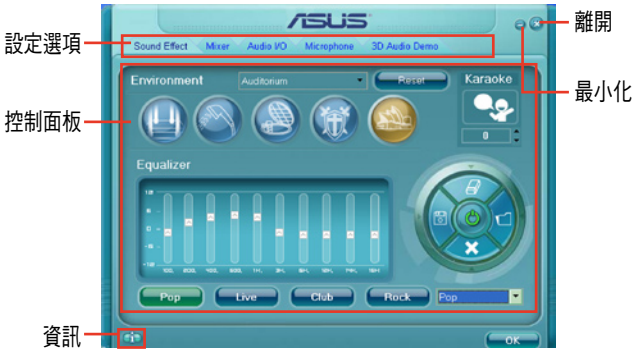 ASUS
離開
設定選項
Sound Effect Mixer Audio I/O Microphone 3D Audio Demo
最小化
控制面板
Environment Auditorium Reset Karaoke
0
Equalizer
Pop Live Club Rock Pop
資訊
OK